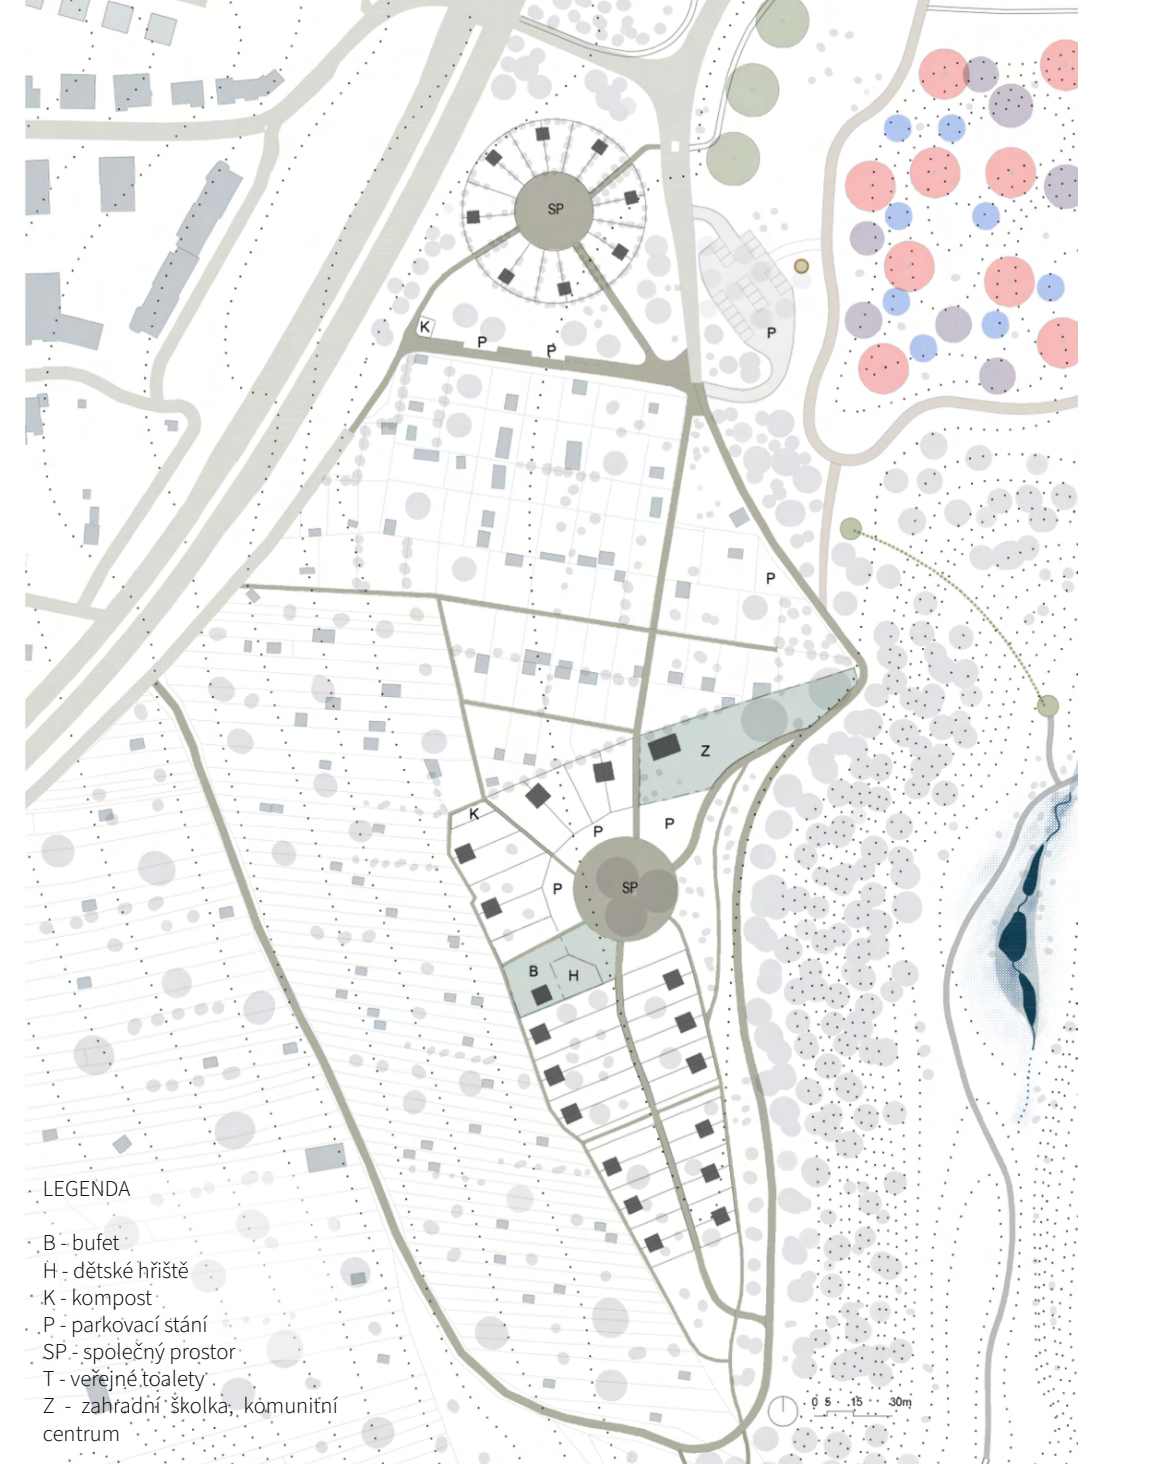 SP
K
P
P
P
P
Z
K
P
P
P
SP
B
H
LEGENDA
B - bufet
H - dětské hřiště
K - kompost
P - parkovací stání
SP - společný prostor
T - veřejné toalety
Z - zahradní školka, komunitní
centrum
0 5 15 30m